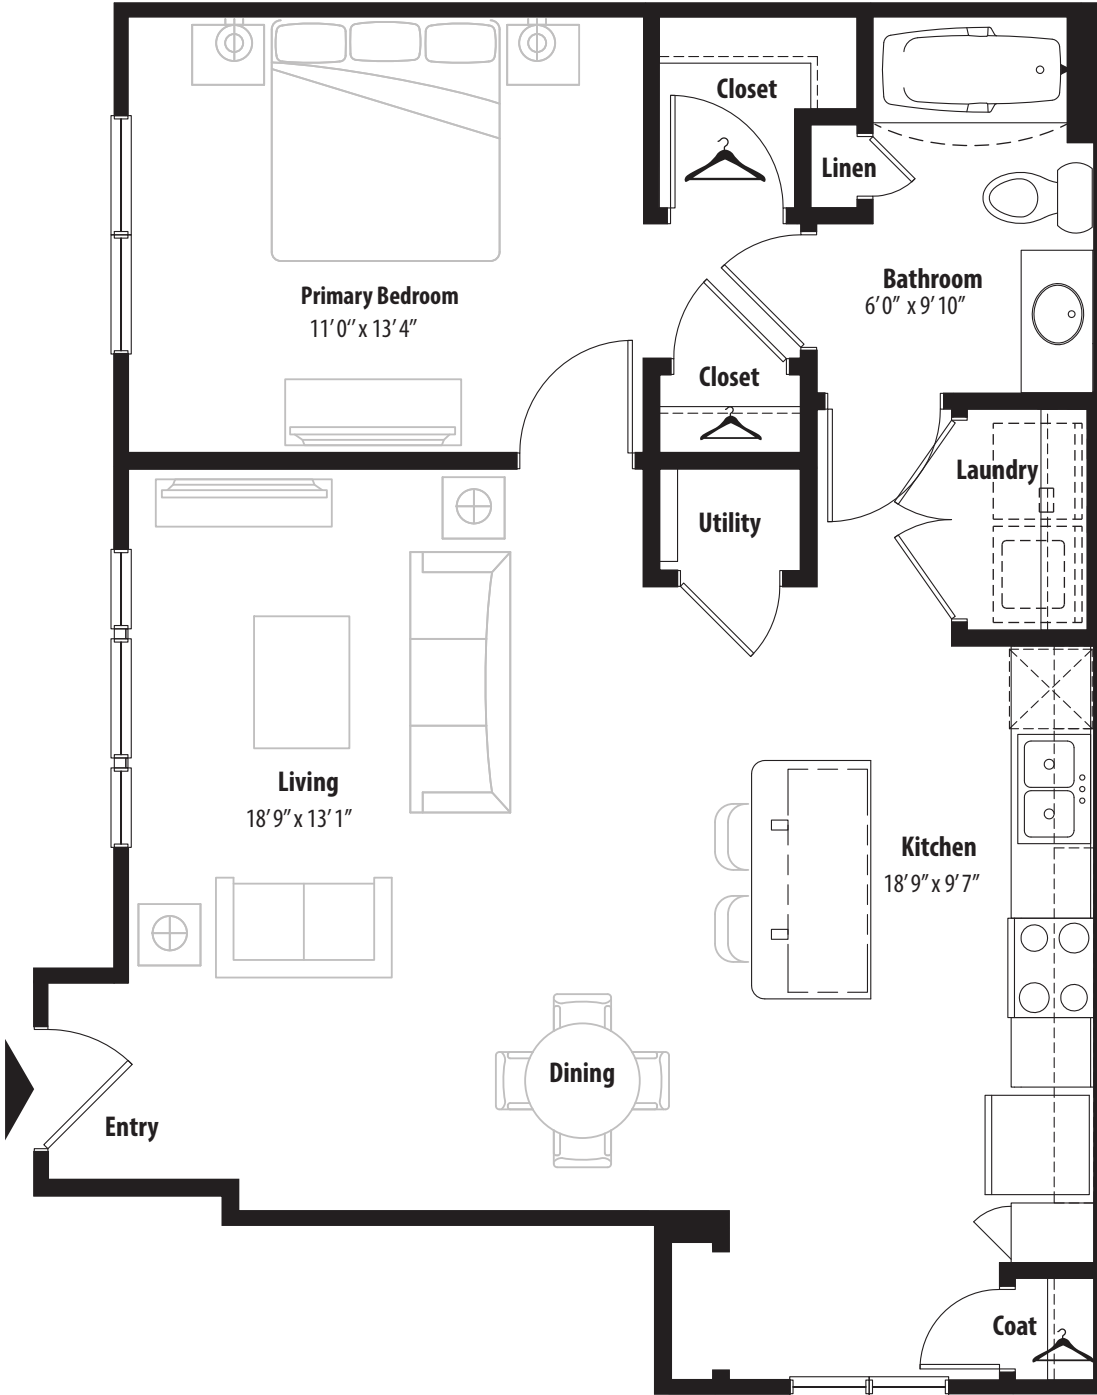 Closet
Linen
Bathroom
6'0" x 9'10"
Primary Bedroom
11'0" x 13'4"
Closet
Laundry
Utility
Living
18'9" x 13'1"
Kitchen
18'9" x 9'7"
Dining
Entry
Coat